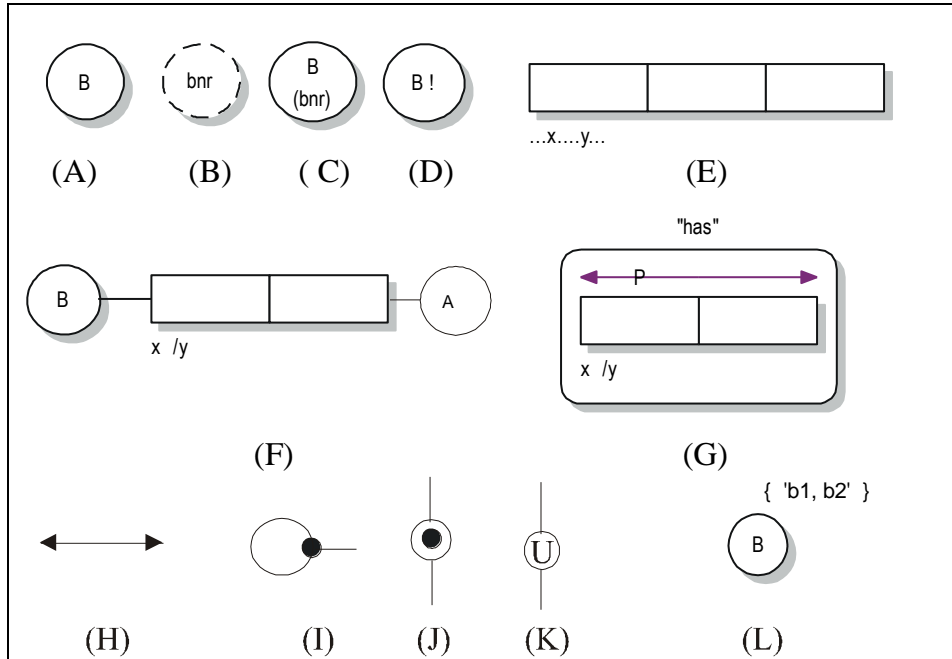 B
bnr
B
(bnr)
B !
...x....y...
(A)
(B)
( C)
(D)
(E)
"has"
B
A
x /y
P
x /y
(F)
(G)
{ 'b1, b2' }
U
B
(H)
(I)
(J)
(K)
(L)